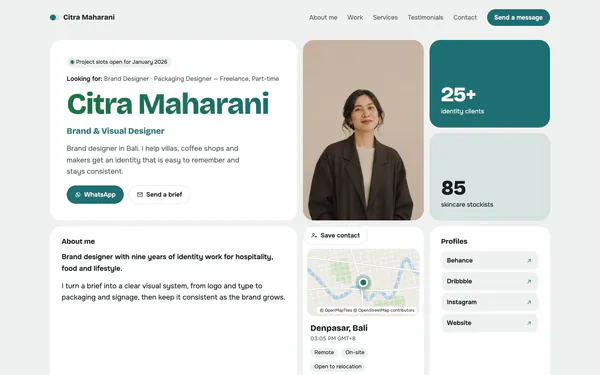 Citra Maharani
About me
Work
Services
Testimonials
Contact
Send a message
Project slots open for January 2026
Looking for: Brand Designer · Packaging Designer — Freelance, Part-time
Citra Maharani
Brand & Visual Designer
Brand designer in Bali. I help villas, coffee shops and
makers get an identity that is easy to remember and
stays consistent.
WhatsApp
Send a brief
25+
identity clients
85
skincare stockists
About me
Brand designer with nine years of identity work for hospitality,
food and lifestyle.
I turn a brief into a clear visual system, from logo and type to
packaging and signage, then keep it consistent as the brand grows.
Save contact
© OpenMapTiles © OpenStreetMap contributors
Denpasar, Bali
03:05 PM GMT+8
Remote
On-site
Open to relocation
Profiles
Behance
Dribbble
Instagram
Website